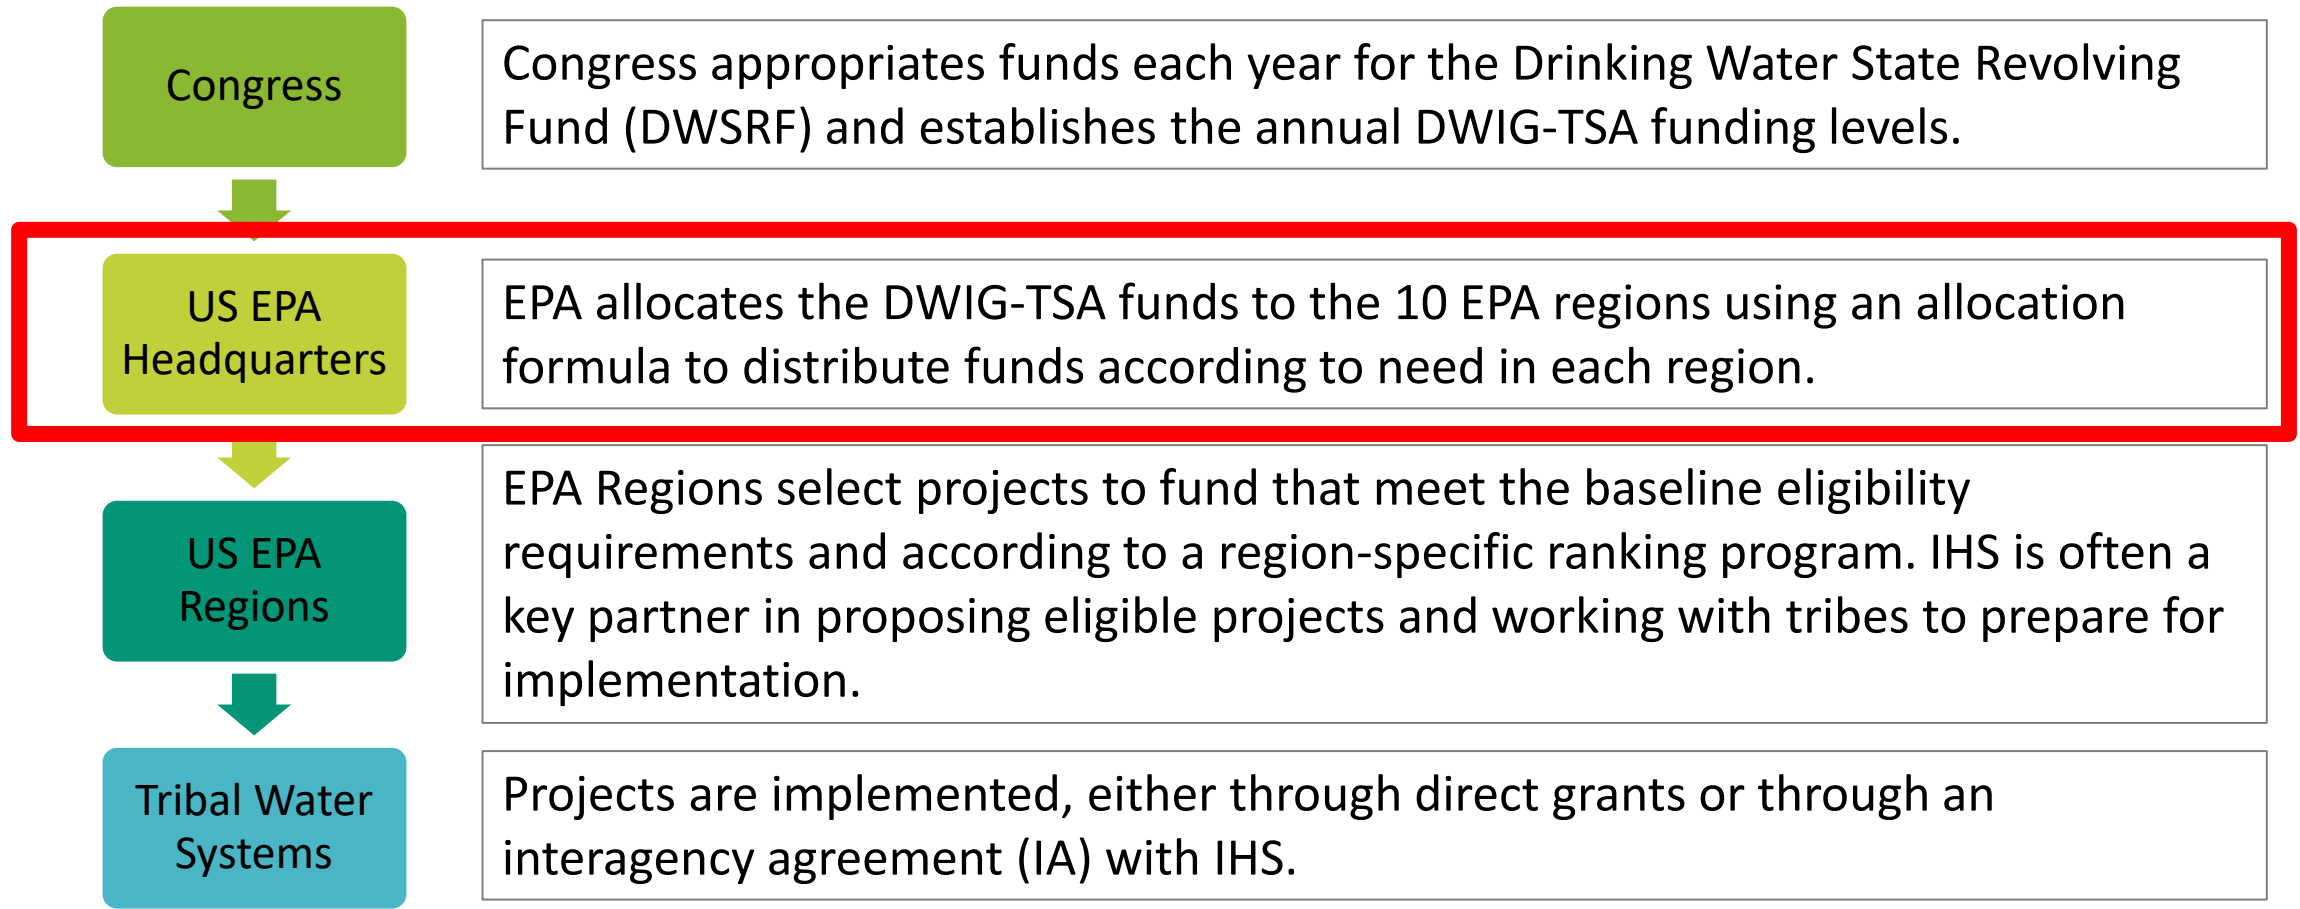 Congress
Congress appropriates funds each year for the Drinking Water State Revolving
Fund (DWSRF) and establishes the annual DWIG-TSA funding levels.
US EPA
Headquarters
EPA allocates the DWIG-TSA funds to the 10 EPA regions using an allocation
formula to distribute funds according to need in each region.
US EPA
Regions
EPA Regions select projects to fund that meet the baseline eligibility
requirements and according to a region-specific ranking program. IHS is often a
key partner in proposing eligible projects and working with tribes to prepare for
implementation.
Tribal Water
Systems
Projects are implemented, either through direct grants or through an
interagency agreement (IA) with IHS.